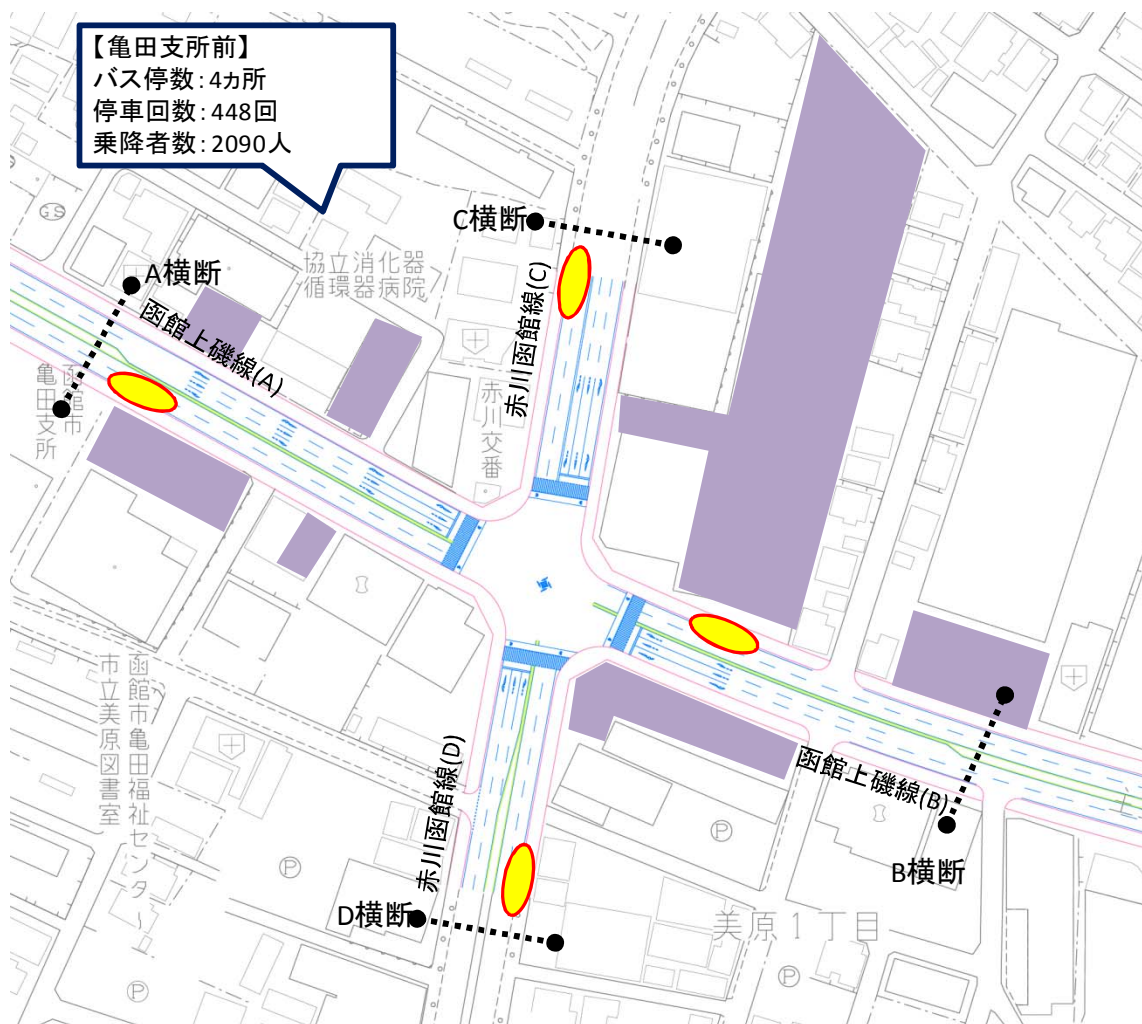 【亀田支所前】
バス停数：4ヵ所
停車回数：448回
乗降者数：2090人
C横断
GS
A横断
協立消化器
循環器病院
函館上磯線(A)
赤川函館線(C)
函館市
亀田支所
赤川交番
函館市亀田福祉センター
市立美原図書室
赤川函館線(D)
函館上磯線(B)
P
P
B横断
D横断
美原1丁目
P
P